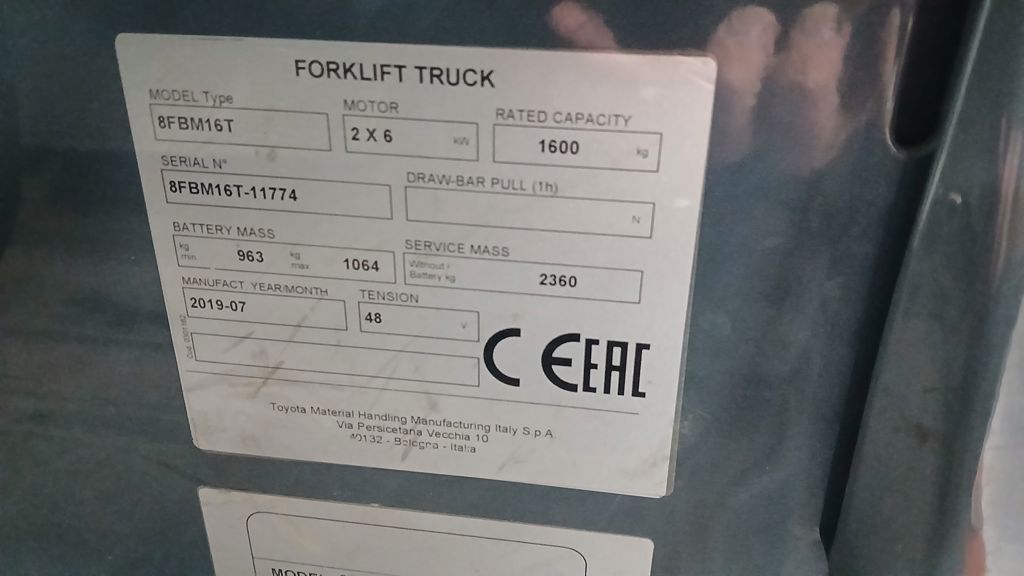 FORKLIFT TRUCK
MODEL Type
MOTOR
RATED CAPACITY
8FBM16T
2 X 6 kW
1600 kg
SERIAL N°
DRAW-BAR PULL (1h)
8FBM16T-11774
N
BATTERY MASS
SERVICE MASS
kg min. 963 kg max 1064
Without / Battery kg 2360
MANUFACT. YEAR/MONTH
TENSION
2019-07
48 V
CE EAC
Toyota Material Handling Manufacturing Italy S.p.A.
Via Persicetana Vecchia 10
40132 - Bologna - Italia